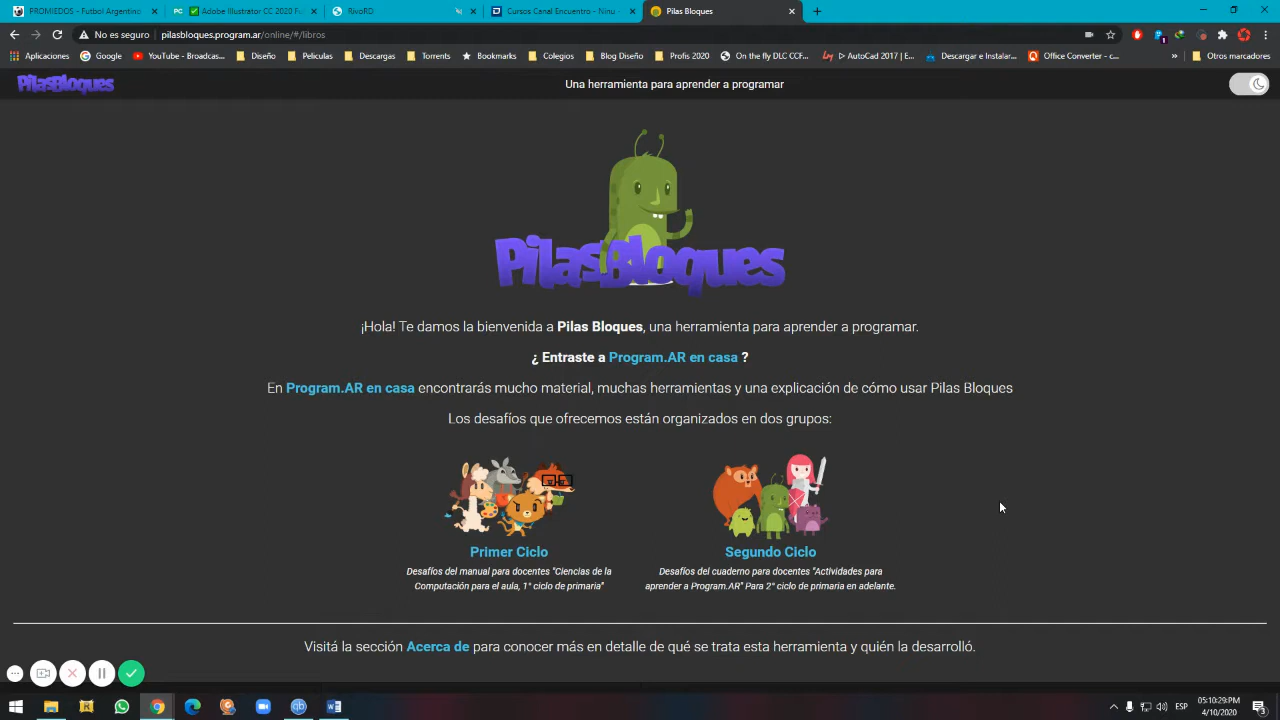 PROMIEDOS - Futbol Argentino
PC
Adobe Illustrator CC 2020 F
RivoRD
Cursos Canal Encuentro - Ninu -
Pilas Bloques
No es seguro
pilasbloques.program.ar/online/#/libros
Aplicaciones
Google
YouTube - Broadcas...
Diseño
Peliculas
Descargas
Torrents
Bookmarks
Colegios
Blog Diseño
Profis 2020
On the fly DLC CCF...
▷ AutoCad 2017 | E...
Descargar e Instalar...
Office Converter - c...
»
Otros marcadores
PilasBloques
Una herramienta para aprender a programar
PilasBloques
¡Hola! Te damos la bienvenida a Pilas Bloques, una herramienta para aprender a programar.
¿ Entraste a Program.AR en casa ?
En Program.AR en casa encontrarás mucho material, muchas herramientas y una explicación de cómo usar Pilas Bloques
Los desafíos que ofrecemos están organizados en dos grupos:
Primer Ciclo
Desafíos del manual para docentes "Ciencias de la
Computación para el aula, 1° ciclo de primaria"
Segundo Ciclo
Desafíos del cuaderno para docentes "Actividades para
aprender a Program.AR" Para 2° ciclo de primaria en adelante.
Visitá la sección Acerca de para conocer más en detalle de qué se trata esta herramienta y quién la desarrolló.
ESP
05:10:29 PM
4/10/2020
3